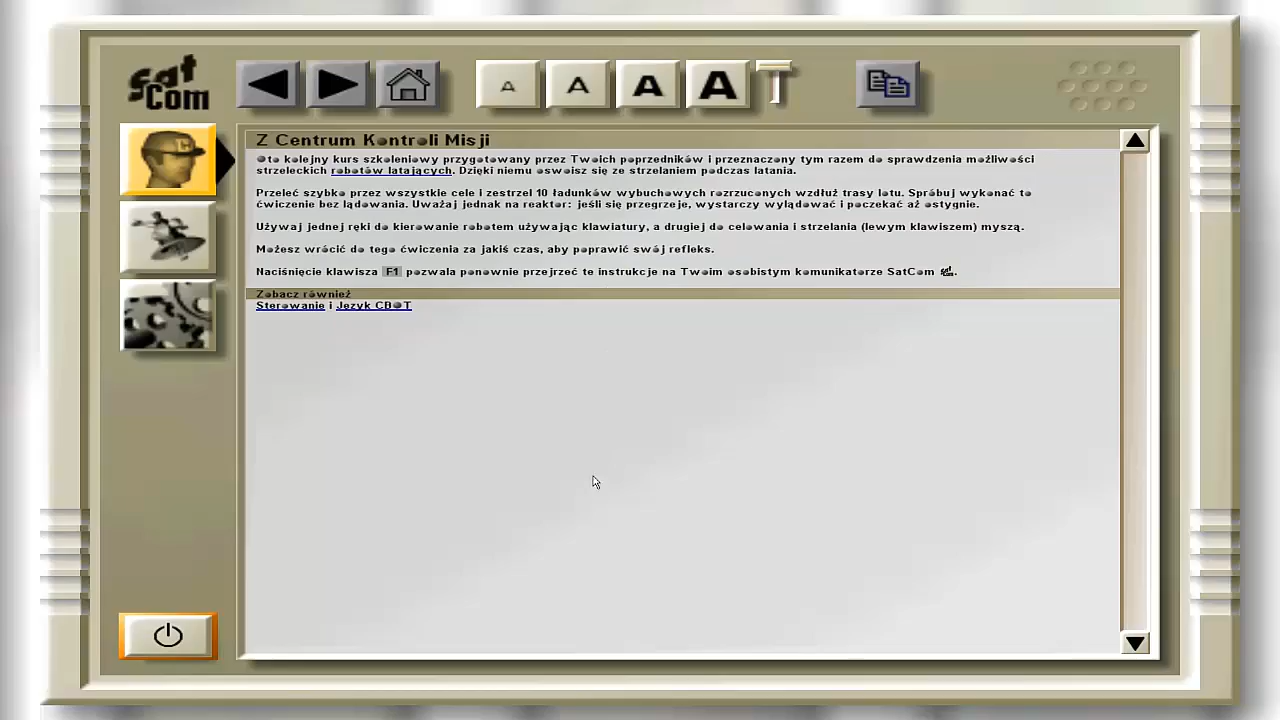 sat
Com
A A A A T
Z Centrum Kontroli Misji
Oto kolejny kurs szkoleniowy przygotowany przez Twoich poprzedników i przeznaczony tym razem do sprawdzenia możliwości
strzeleckich robotów latających. Dzięki niemu oswoisz się ze strzelaniem podczas latania.
Przeleć szybko przez wszystkie cele i zestrzel 10 ładunków wybuchowych rozrzuconych wzdłuż trasy lotu. Spróbuj wykonać to
ćwiczenie bez lądowania. Uważaj jednak na reaktor: jeśli się przegrzeje, wystarczy wylądować i poczekać aż ostygnie.
Używaj jednej ręki do kierowanie robotem używając klawiatury, a drugiej do celowania i strzelania (lewym klawiszem) myszą.
Możesz wrócić do tego ćwiczenia za jakiś czas, aby poprawić swój refleks.
Naciśnięcie klawisza F1 pozwala ponownie przejrzeć te instrukcje na Twoim osobistym komunikatorze SatCom.
Zobacz również
Sterowanie i Język CBOT